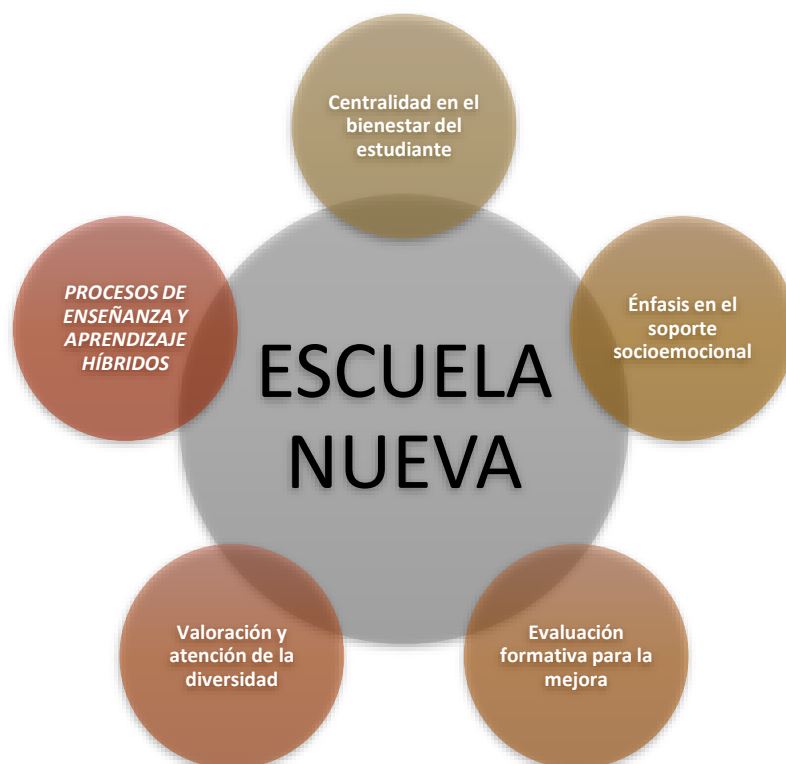 Centralidad en el
bienestar del
estudiante
PROCESOS DE
ENSEÑANZA Y
APRENDIZAJE
HÍBRIDOS
Énfasis en el
soporte
socioemocional
ESCUELA
NUEVA
Valoración y
atención de la
diversidad
Evaluación
formativa para la
mejora